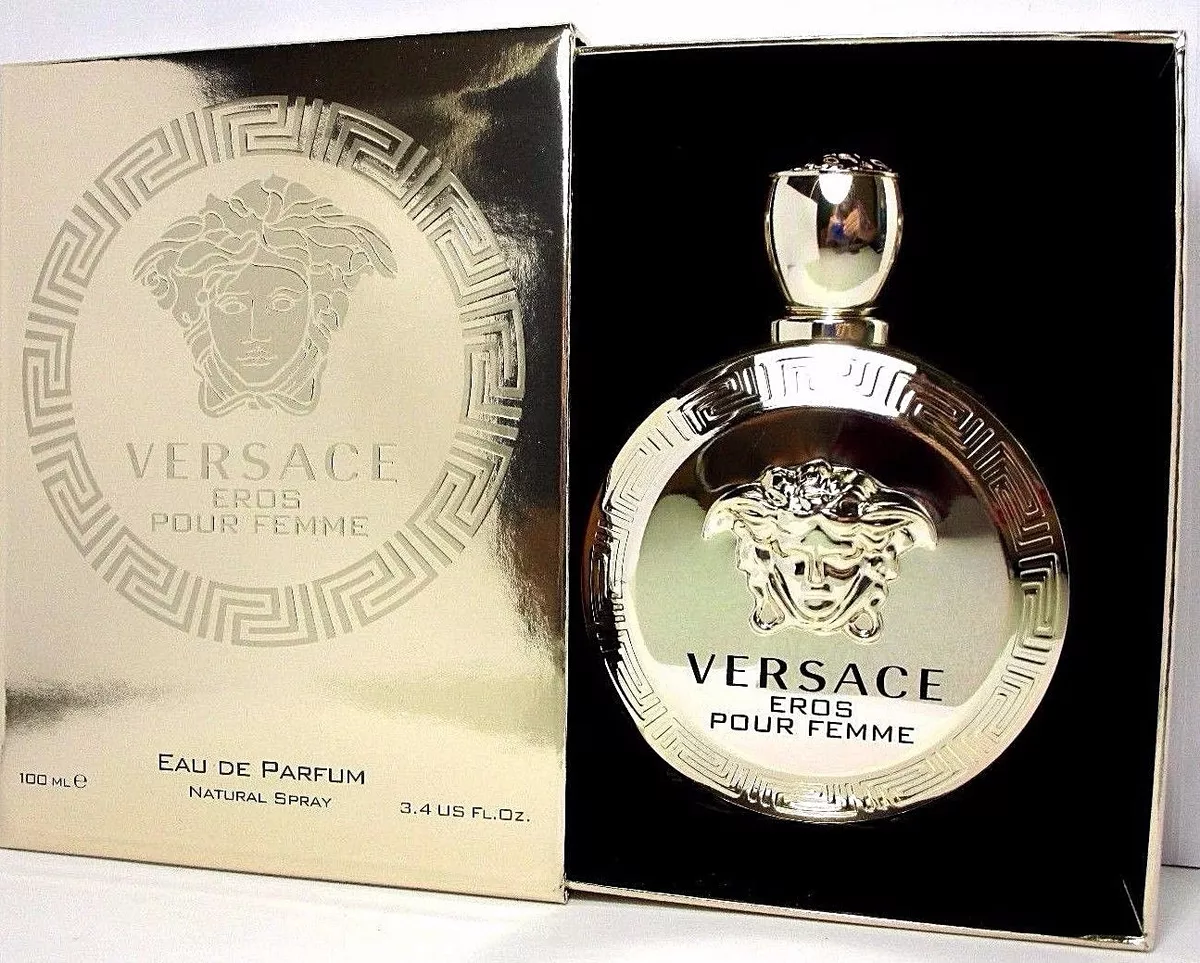 VERSACE
EROS
POUR FEMME
EAU DE PARFUM
NATURAL SPRAY
100 ML ℮
3.4 US FL.OZ.
VERSACE
EROS
POUR FEMME